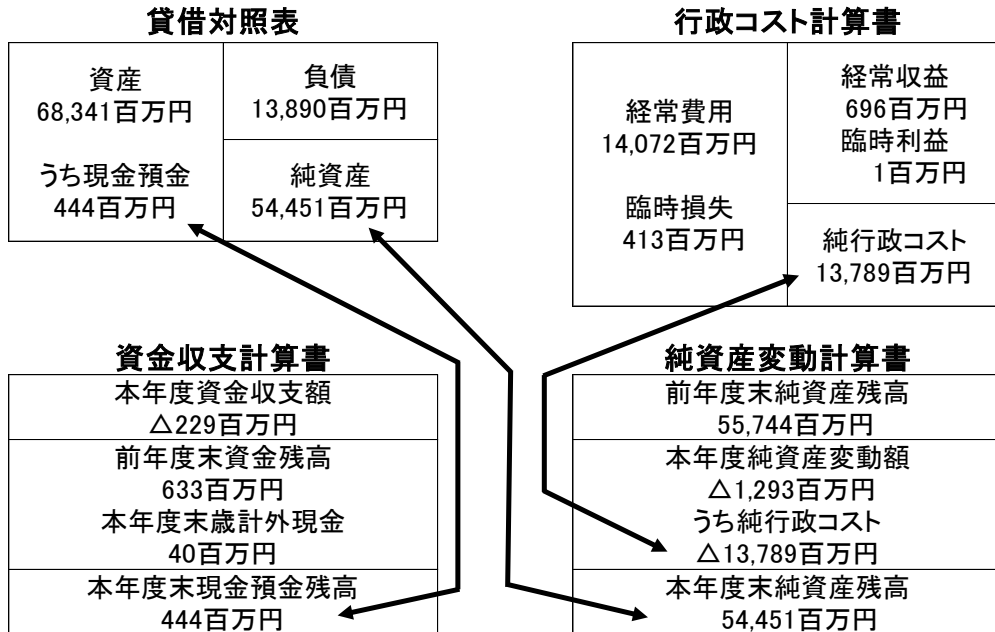 貸借対照表
資産
68,341百万円
うち現金預金
444百万円
負債
13,890百万円
純資産
54,451百万円
行政コスト計算書
経常費用
14,072百万円
臨時損失
413百万円
経常収益
696百万円
臨時利益
1百万円
純行政コスト
13,789百万円
資金収支計算書
本年度資金収支額
△229百万円
前年度末資金残高
633百万円
本年度末歳計外現金
40百万円
本年度末現金預金残高
444百万円
純資産変動計算書
前年度末純資産残高
55,744百万円
本年度純資産変動額
△1,293百万円
うち純行政コスト
△13,789百万円
本年度末純資産残高
54,451百万円